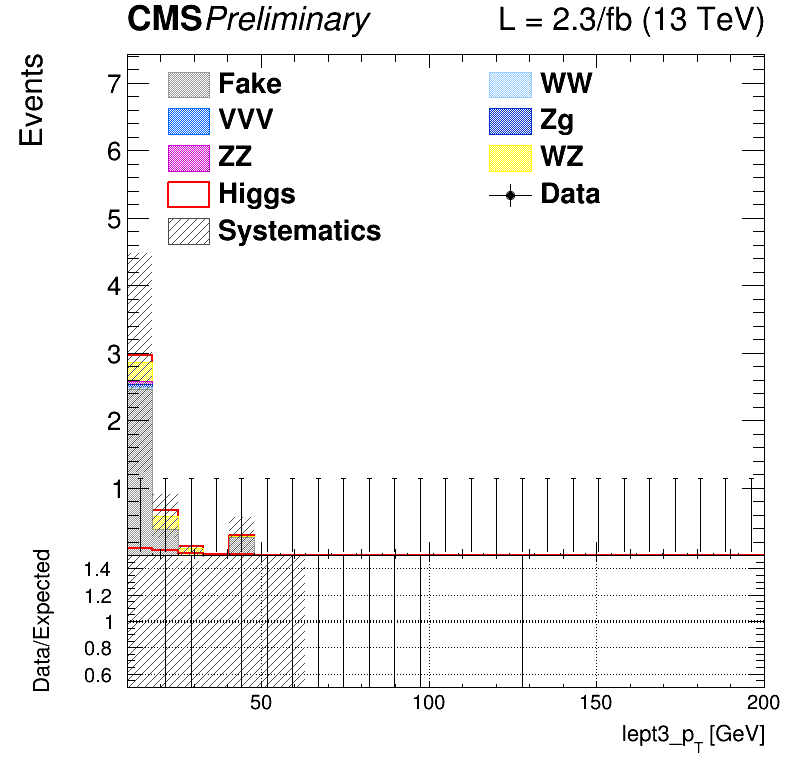 CMS Preliminary L = 2.3/fb (13 TeV)
Events
7
6
5
4
3
2
1
Fake
VVV
ZZ
Higgs
Systematics
WW
Zg
WZ
Data
Data/Expected
1.4
1.2
1
0.8
0.6
50 100 150 200
lept3_p_T [GeV]